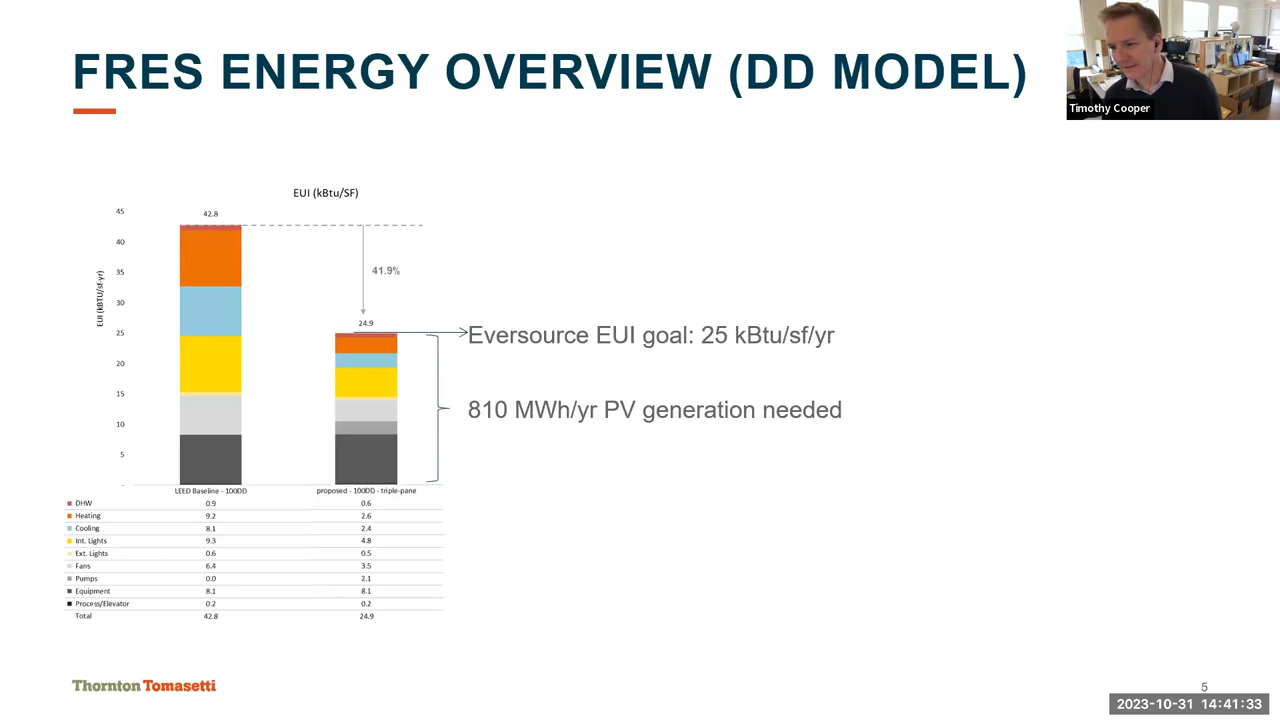 FRES ENERGY OVERVIEW (DD MODEL)
Timothy Cooper
EUI (kBtu/SF)
EUI (kBTU/sf-yr)
45
40
35
30
25
20
15
10
5
-
42.8
41.9%
24.9
Eversource EUI goal: 25 kBtu/sf/yr
810 MWh/yr PV generation needed
LEED Baseline - 100DD proposed - 100DD - triple-pane
DHW 0.9 0.6
Heating 9.2 2.6
Cooling 8.1 2.4
Int. Lights 9.3 4.8
Ext. Lights 0.6 0.5
Fans 6.4 3.5
Pumps 0.0 2.1
Equipment 8.1 8.1
Process/Elevator 0.2 0.2
Total 42.8 24.9
Thornton Tomasetti
5
2023-10-31 14:41:33